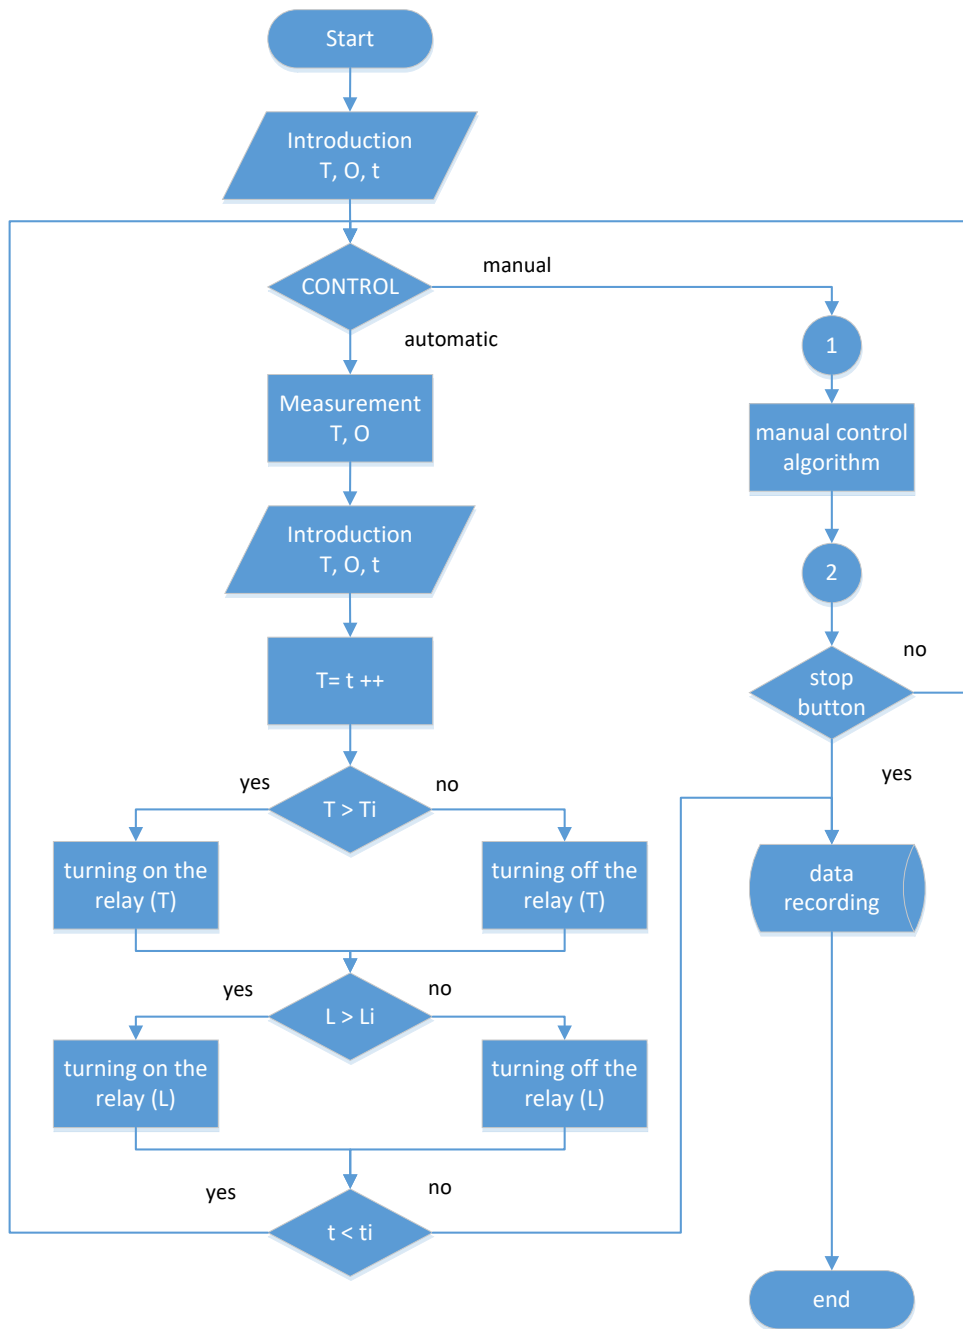 Start
Introduction
T, O, t
CONTROL
manual
automatic
1
Measurement
T, O
manual control
algorithm
Introduction
T, O, t
2
T= t ++
stop
button
no
yes
T > Ti
yes
no
turning on the
relay (T)
turning off the
relay (T)
data
recording
L > Li
yes
no
turning on the
relay (L)
turning off the
relay (L)
t < ti
yes
no
end